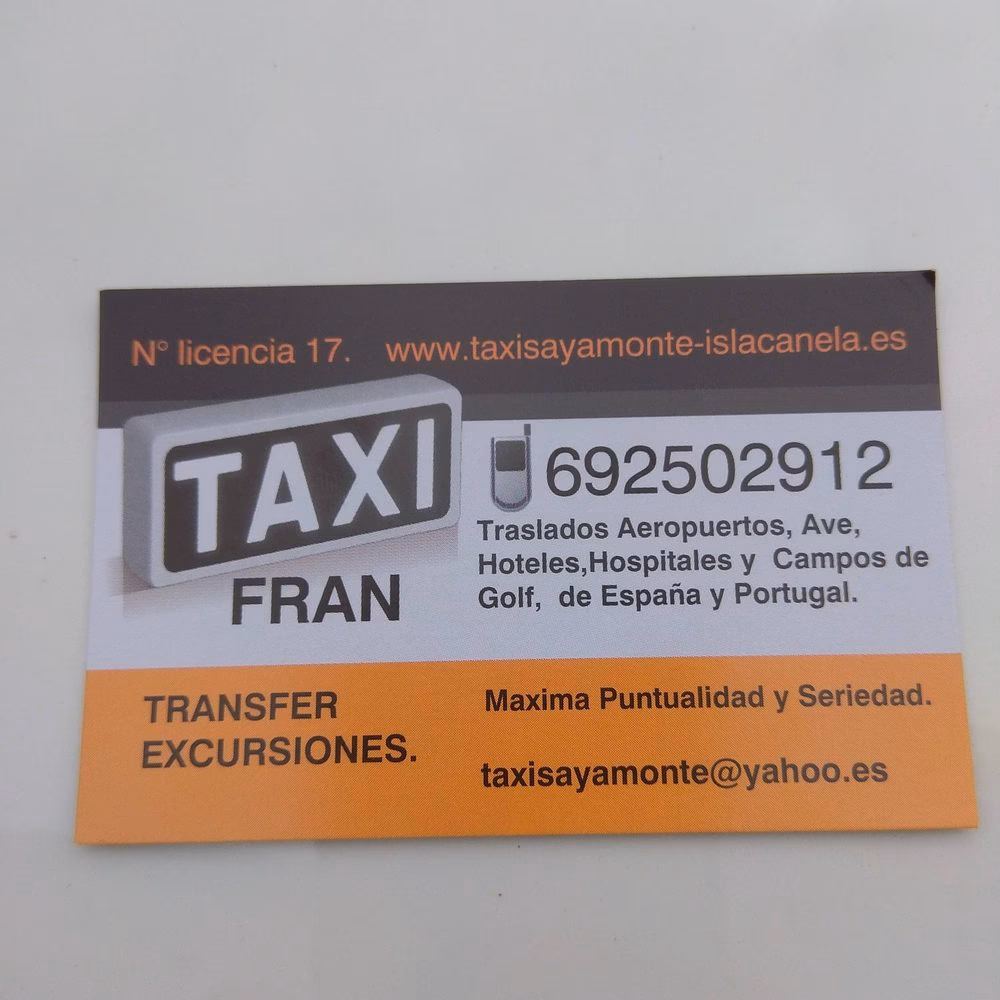 Nº licencia 17. www.taxisayamonte-islacanela.es
TAXI
FRAN
692502912
Traslados Aeropuertos, Ave,
Hoteles,Hospitales y Campos de
Golf, de España y Portugal.
TRANSFER
EXCURSIONES.
Maxima Puntualidad y Seriedad.
taxisayamonte@yahoo.es